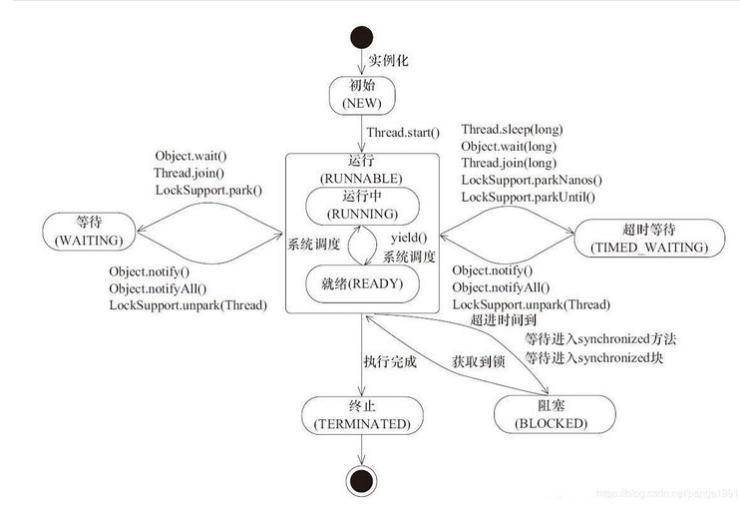 实例化
初始
(NEW)
Thread.start()
Object.wait()
Thread.join()
LockSupport.park()
Thread.sleep(long)
Object.wait(long)
Thread.join(long)
LockSupport.parkNanos()
LockSupport.parkUntil()
运行
(RUNNABLE)
运行中
(RUNNING)
等待
(WAITING)
系统调度
yield()
系统调度
超时等待
(TIMED_WAITING)
就绪(READY)
Object.notify()
Object.notifyAll()
LockSupport.unpark(Thread)
Object.notify()
Object.notifyAll()
LockSupport.unpark(Thread)
超进时间到
等待进入synchronized方法
等待进入synchronized块
执行完成
获取到锁
终止
(TERMINATED)
阻塞
(BLOCKED)